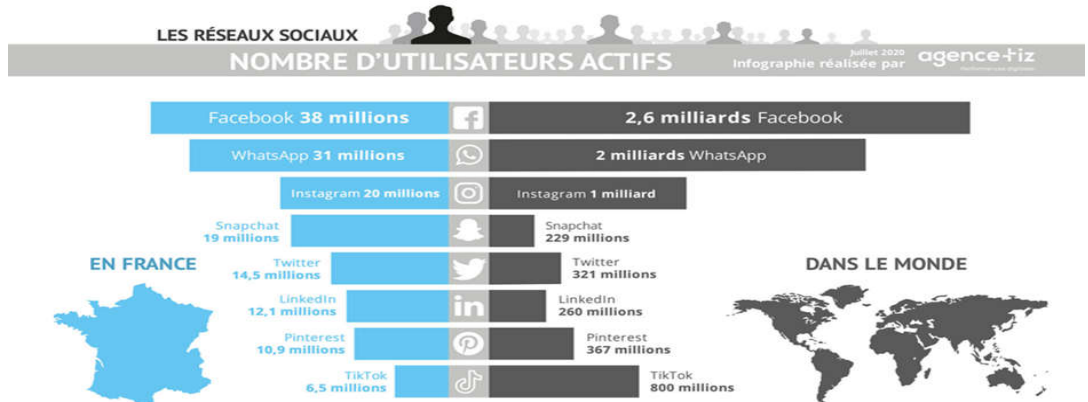 LES RÉSEAUX SOCIAUX
NOMBRE D'UTILISATEURS ACTIFS
Juillet 2020
Infographie réalisée par
agence tiz
Facebook 38 millions
2,6 milliards Facebook
WhatsApp 31 millions
2 milliards WhatsApp
Instagram 20 millions
Instagram 1 milliard
Snapchat
19 millions
Snapchat
229 millions
EN FRANCE
Twitter
14,5 millions
Twitter
321 millions
DANS LE MONDE
LinkedIn
12,1 millions
in
LinkedIn
260 millions
Pinterest
10,9 millions
Pinterest
367 millions
TikTok
6,5 millions
TikTok
800 millions